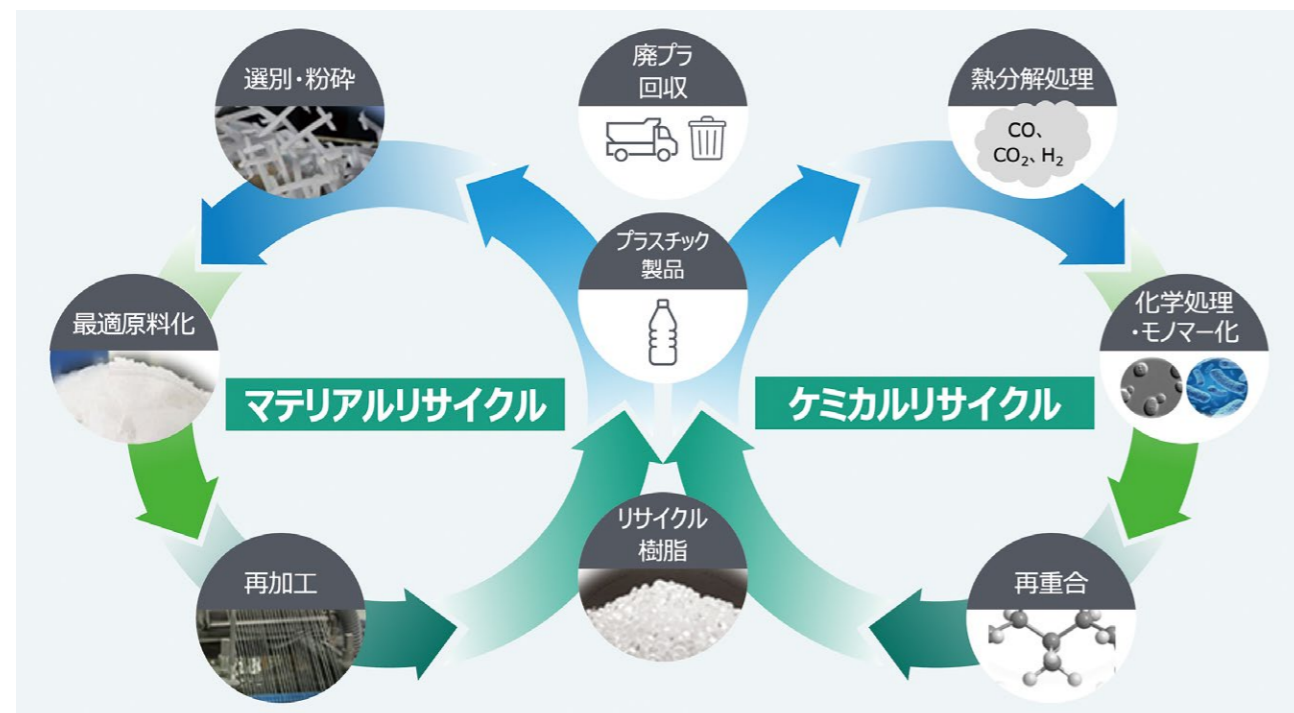 選別・粉砕
廃プラ
回収
熱分解処理
CO、
CO₂、H₂
プラスチック
製品
最適原料化
化学処理
・モノマー化
マテリアルリサイクル
ケミカルリサイクル
リサイクル
樹脂
再加工
再重合